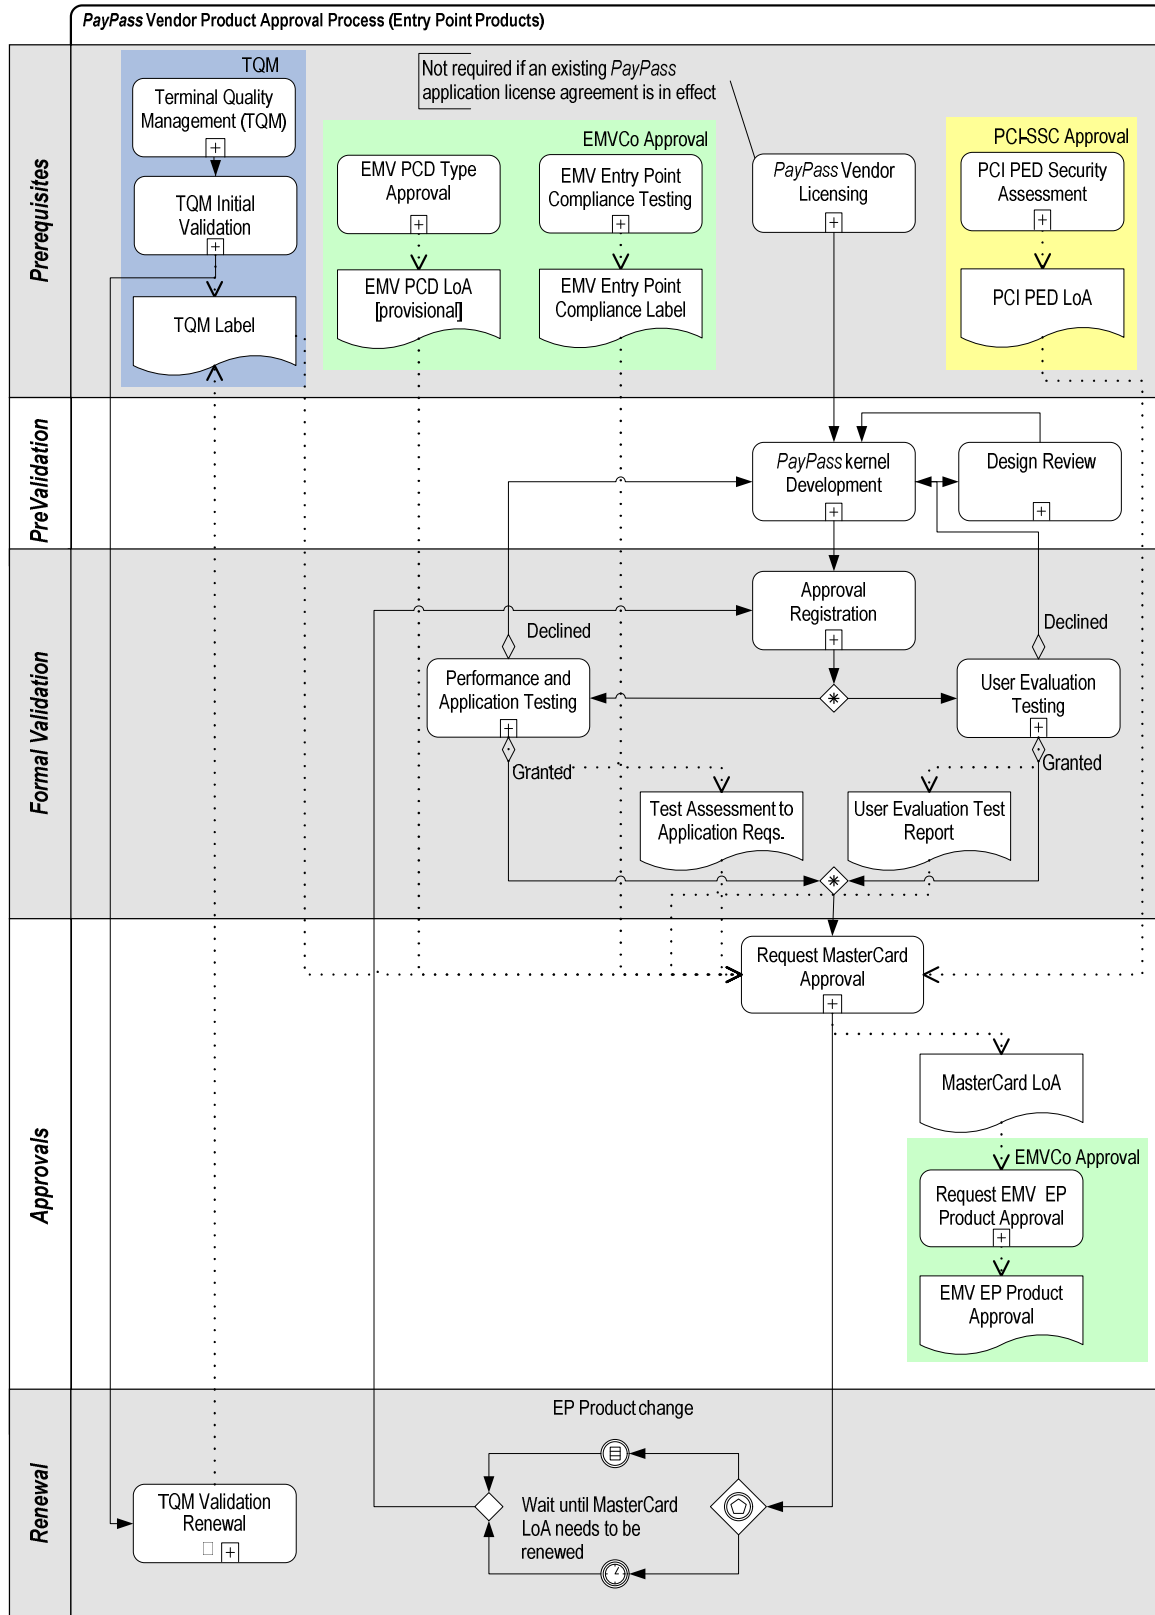 PayPass Vendor Product Approval Process (Entry Point Products)
Prerequisites
TQM
Terminal Quality
Management (TQM)
TQM Initial
Validation
TQM Label
Not required if an existing PayPass
application license agreement is in effect
EMVCo Approval
EMV PCD Type
Approval
EMV Entry Point
Compliance Testing
EMV PCD LoA
[provisional]
EMV Entry Point
Compliance Label
PayPass Vendor
Licensing
PCI-SSC Approval
PCI PED Security
Assessment
PCI PED LoA
PreValidation
PayPass kernel
Development
Design Review
Formal Validation
Approval
Registration
Declined
Declined
Performance and
Application Testing
User Evaluation
Testing
Granted
Granted
Test Assessment to
Application Reqs.
User Evaluation Test
Report
Approvals
Request MasterCard
Approval
MasterCard LoA
EMVCo Approval
Request EMV EP
Product Approval
EMV EP Product
Approval
Renewal
EP Product change
TQM Validation
Renewal
Wait until MasterCard
LoA needs to be
renewed